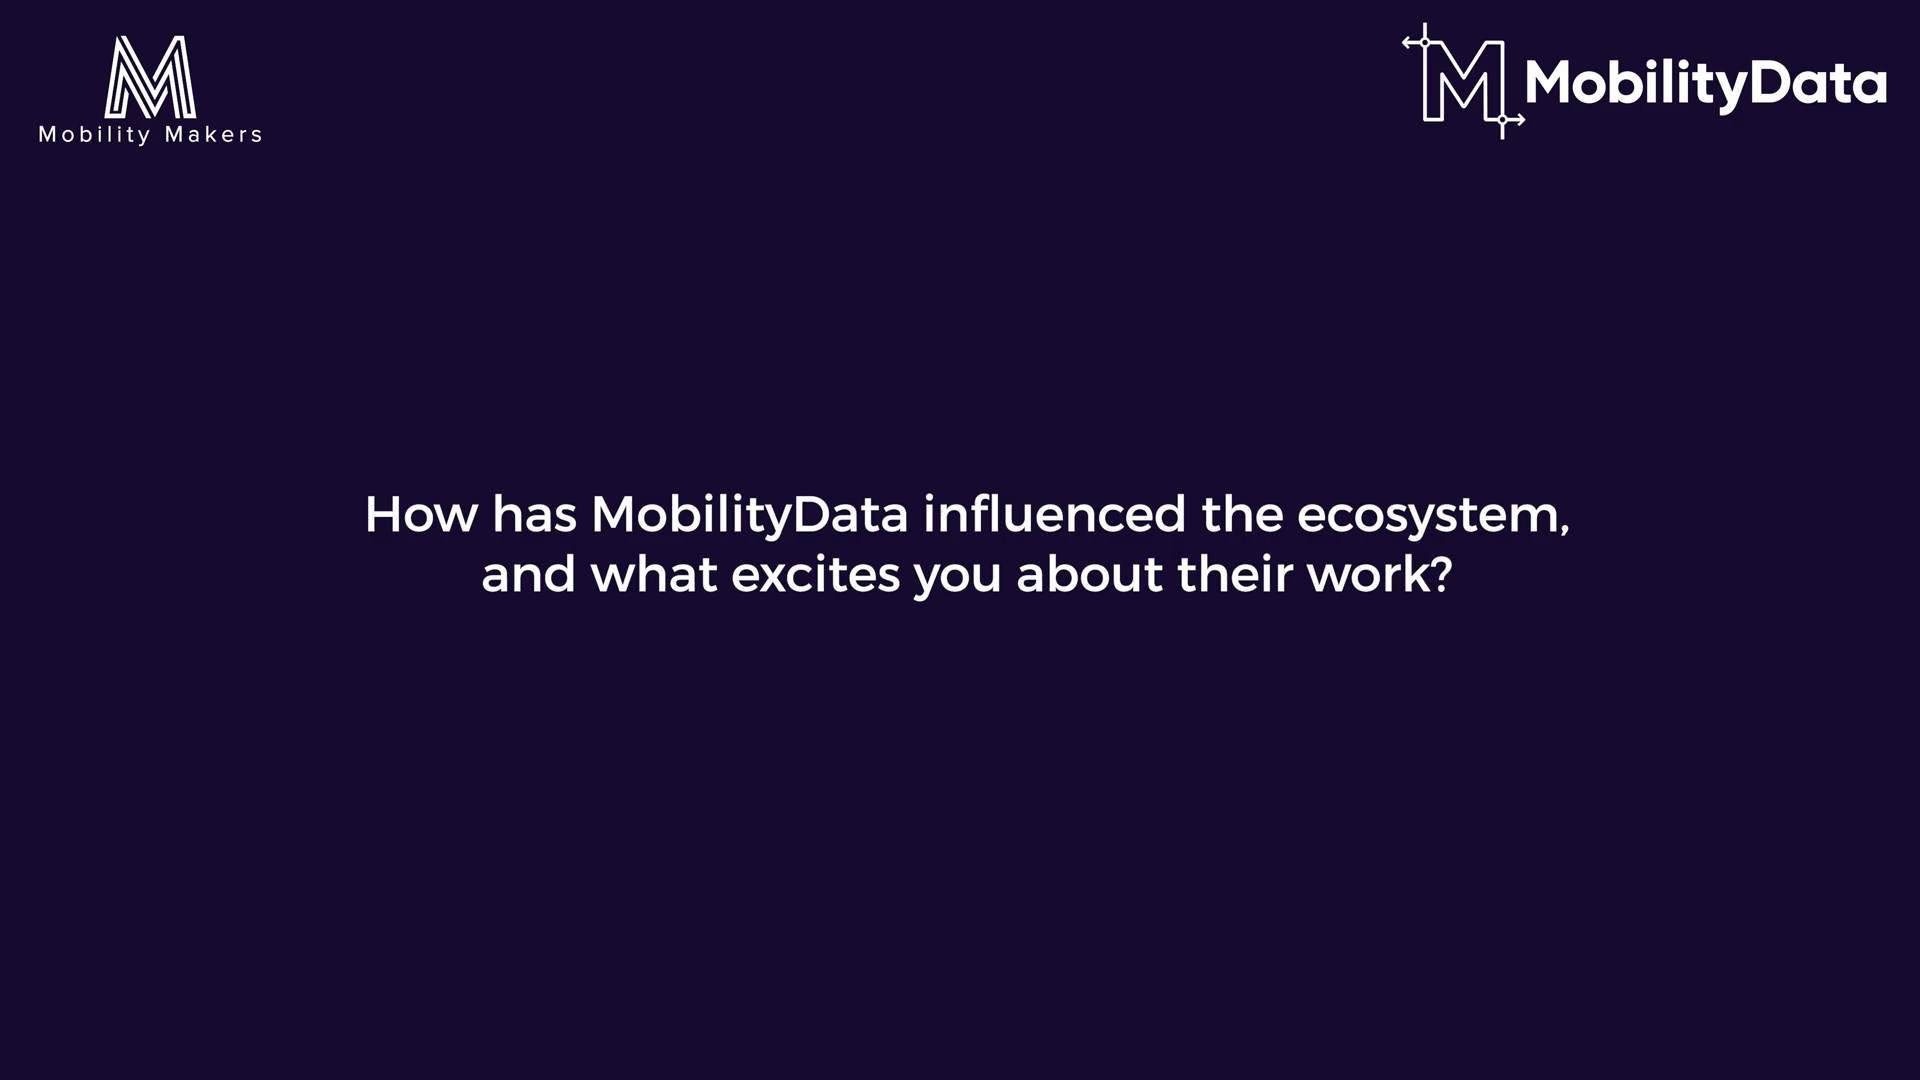 Mobility Makers
MobilityData
How has MobilityData influenced the ecosystem,
and what excites you about their work?